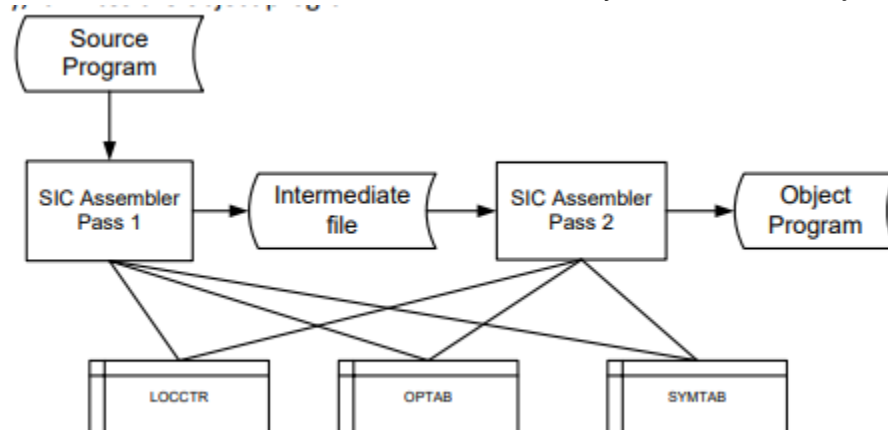 Source
Program
SIC Assembler
Pass 1
Intermediate
file
SIC Assembler
Pass 2
Object
Program
LOCCTR
OPTAB
SYMTAB